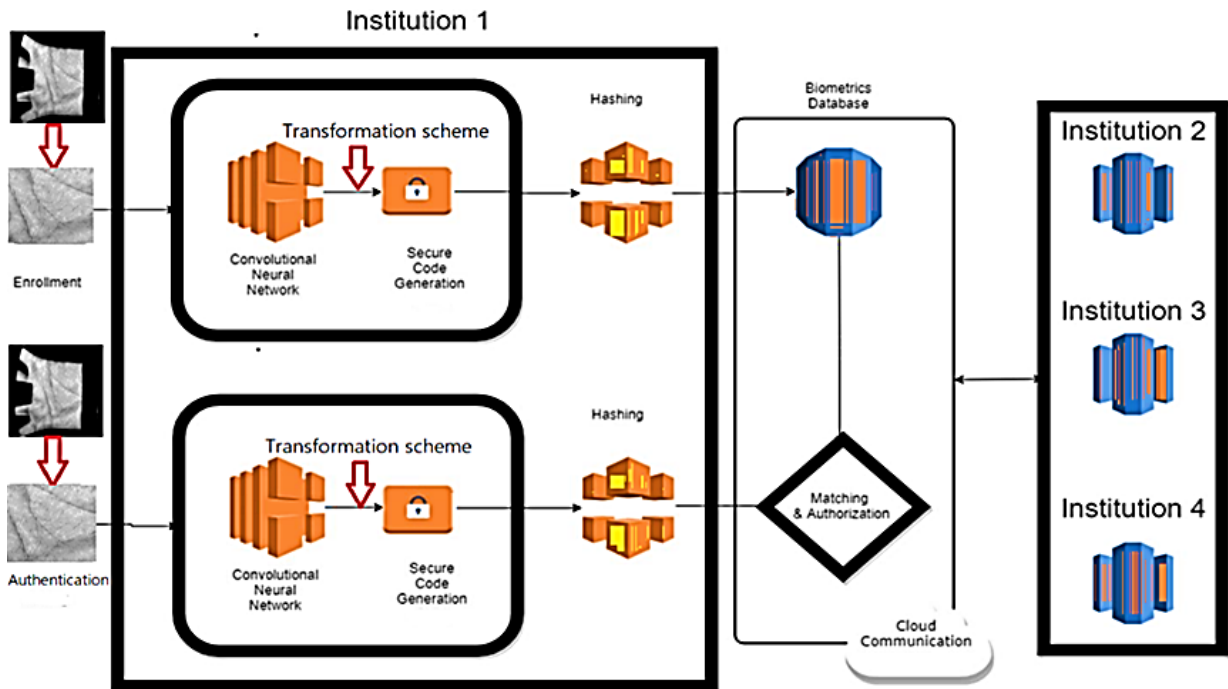 Institution 1
Transformation scheme
Convolutional
Neural
Network
Secure
Code
Generation
Hashing
Enrollment
Transformation scheme
Convolutional
Neural
Network
Secure
Code
Generation
Hashing
Authentication
Biometrics
Database
Matching
& Authorization
Cloud
Communication
Institution 2
Institution 3
Institution 4